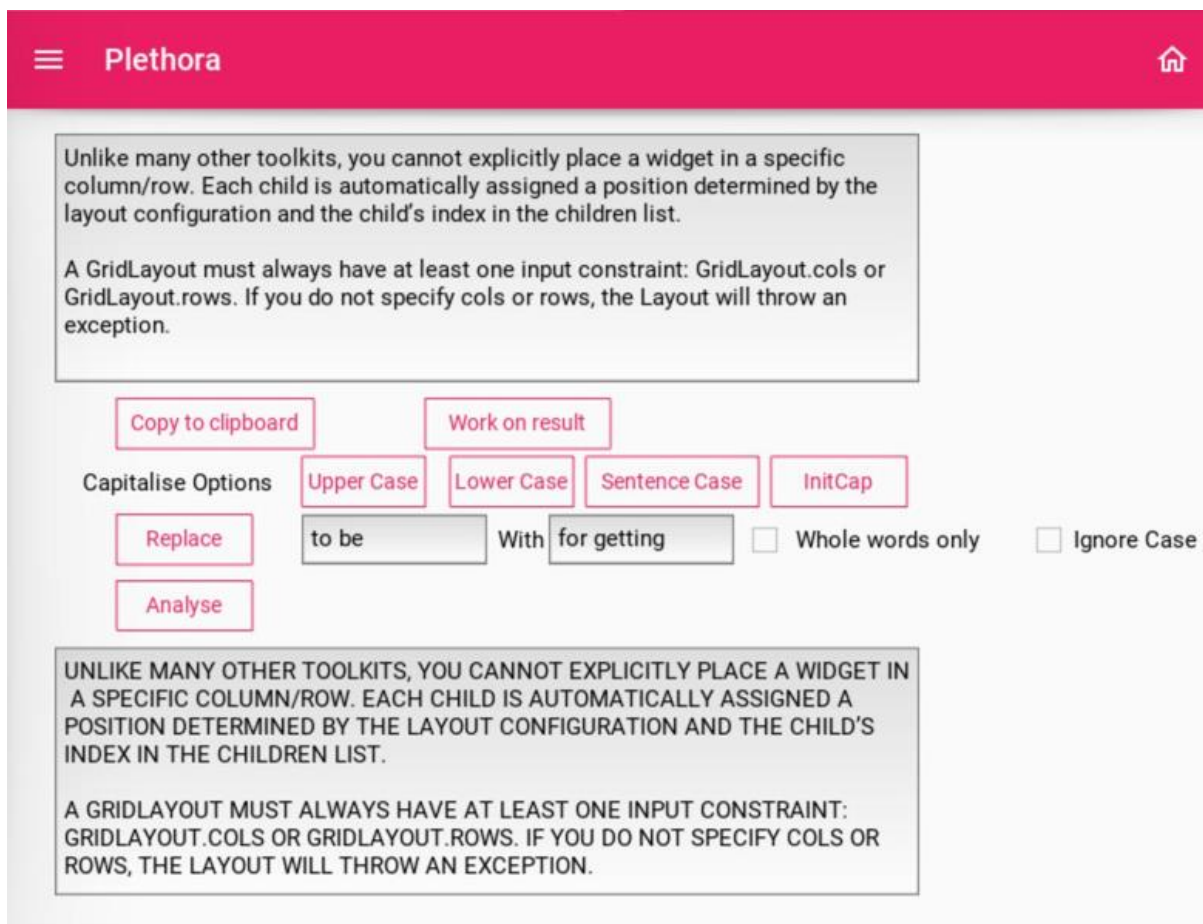 Plethora
Unlike many other toolkits, you cannot explicitly place a widget in a specific
column/row. Each child is automatically assigned a position determined by the
layout configuration and the child’s index in the children list.
A GridLayout must always have at least one input constraint: GridLayout.cols or
GridLayout.rows. If you do not specify cols or rows, the Layout will throw an
exception.
Copy to clipboard Work on result
Capitalise Options Upper Case Lower Case Sentence Case InitCap
Replace to be With for getting Whole words only Ignore Case
Analyse
UNLIKE MANY OTHER TOOLKITS, YOU CANNOT EXPLICITLY PLACE A WIDGET IN
A SPECIFIC COLUMN/ROW. EACH CHILD IS AUTOMATICALLY ASSIGNED A
POSITION DETERMINED BY THE LAYOUT CONFIGURATION AND THE CHILD’S
INDEX IN THE CHILDREN LIST.
A GRIDLAYOUT MUST ALWAYS HAVE AT LEAST ONE INPUT CONSTRAINT:
GRIDLAYOUT.COLS OR GRIDLAYOUT.ROWS. IF YOU DO NOT SPECIFY COLS OR
ROWS, THE LAYOUT WILL THROW AN EXCEPTION.